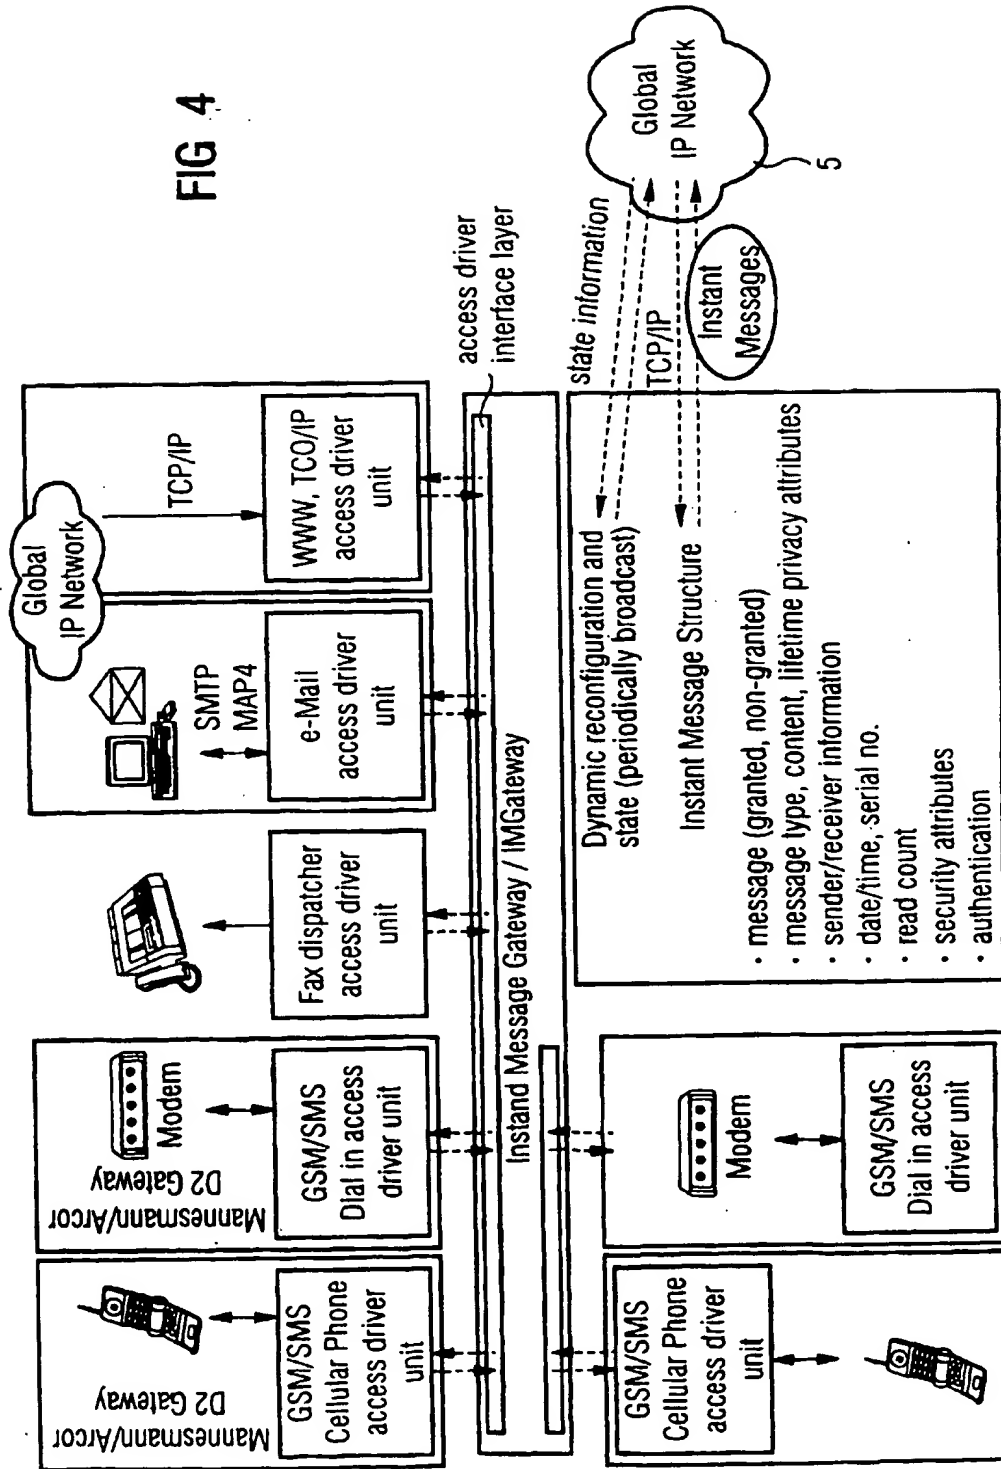 FIG 4
Mannesmann/Arcor
D2 Gateway
GSM/SMS
Cellular Phone
access driver
unit
Mannesmann/Arcor
D2 Gateway
Modem
GSM/SMS
Dial in access
driver unit
Fax dispatcher
access driver
unit
SMTP
MAP4
e-Mail
access driver
unit
Global
IP Network
TCP/IP
WWW, TCO/IP
access driver
unit
Instand Message Gateway / IMGateway
access driver
interface layer
GSM/SMS
Cellular Phone
access driver
unit
Modem
GSM/SMS
Dial in access
driver unit
Dynamic reconfiguration and
state (periodically broadcast)
Instant Message Structure
· message (granted, non-granted)
· message type, content, lifetime privacy attributes
· sender/receiver information
· date/time, serial no.
· read count
· security attributes
· authentication
state information
TCP/IP
Instant
Messages
Global
IP Network
5